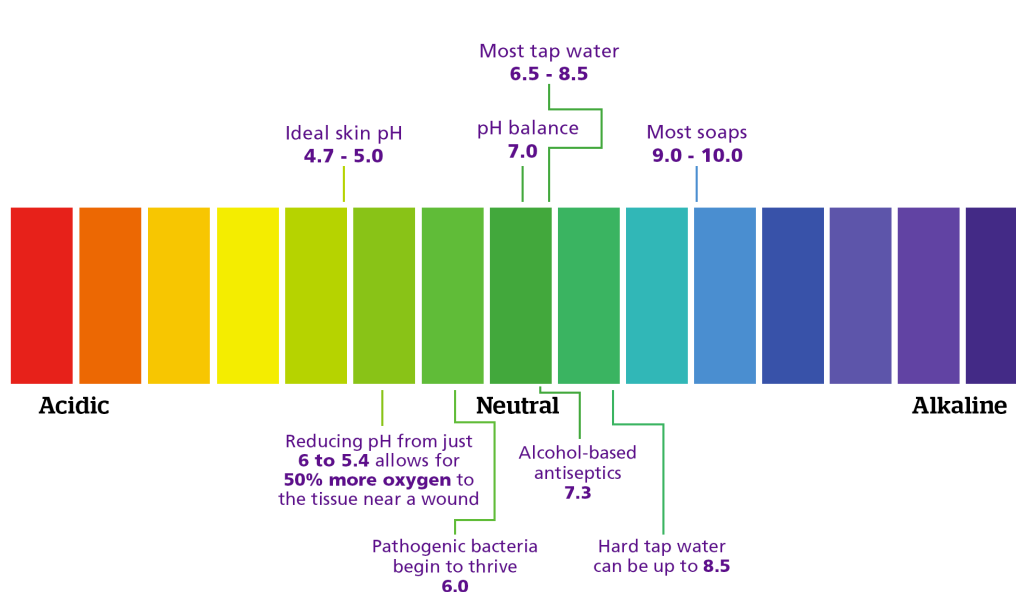 Most tap water
6.5 - 8.5
Ideal skin pH
4.7 - 5.0
pH balance
7.0
Most soaps
9.0 - 10.0
Acidic
Neutral
Alkaline
Reducing pH from just
6 to 5.4 allows for
50% more oxygen to
the tissue near a wound
Alcohol-based
antiseptics
7.3
Pathogenic bacteria
begin to thrive
6.0
Hard tap water
can be up to 8.5